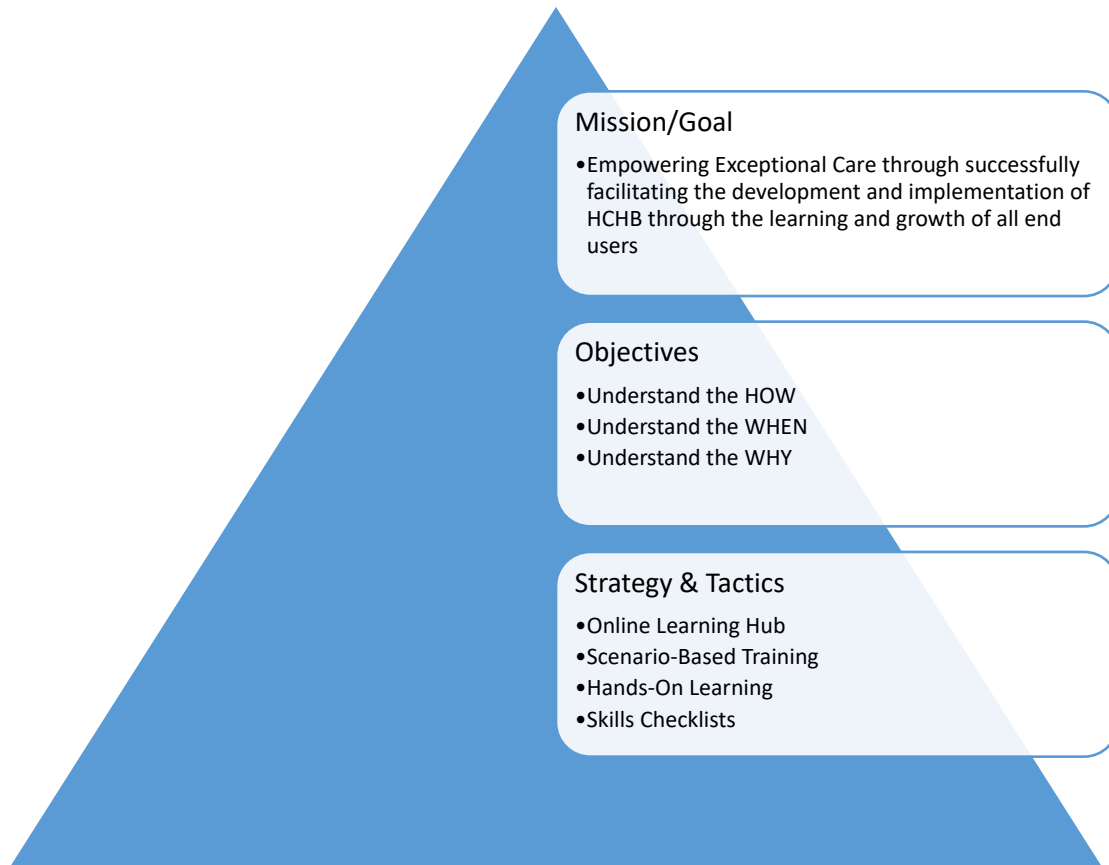 Mission/Goal
•Empowering Exceptional Care through successfully
facilitating the development and implementation of
HCHB through the learning and growth of all end
users
Objectives
•Understand the HOW
•Understand the WHEN
•Understand the WHY
Strategy & Tactics
•Online Learning Hub
•Scenario-Based Training
•Hands-On Learning
•Skills Checklists